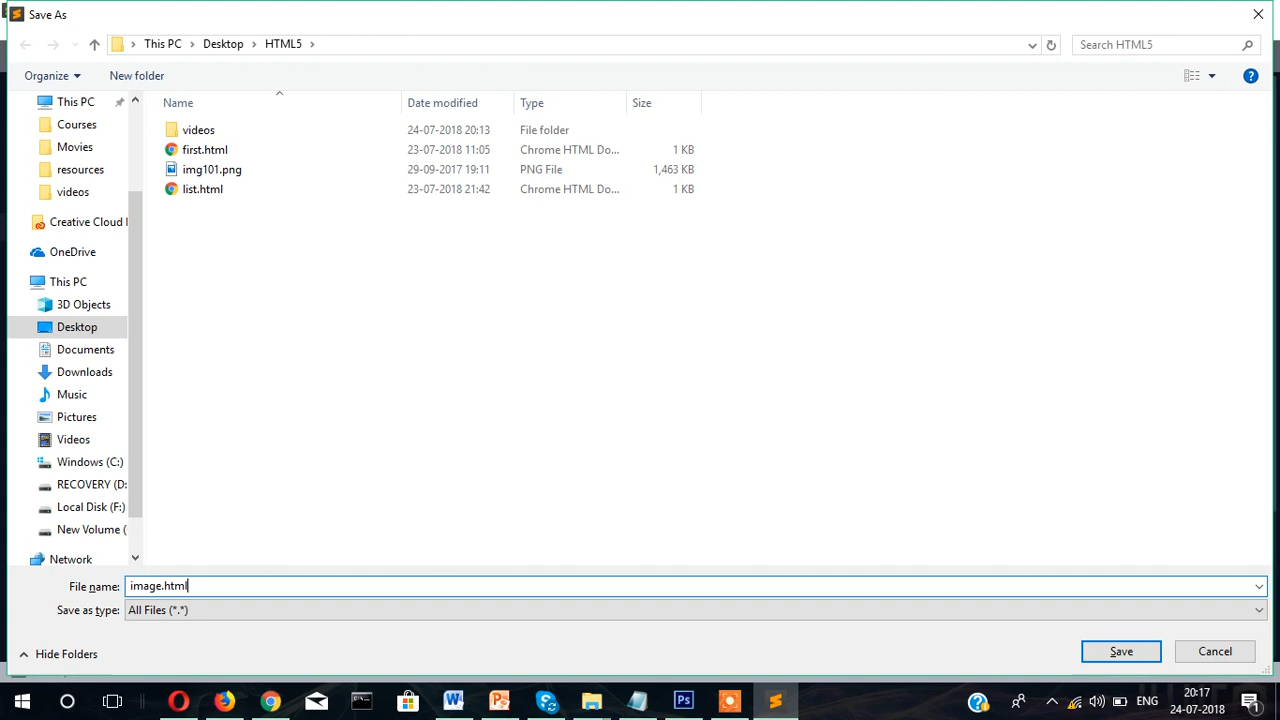 Save As
This PC Desktop HTML5 Search HTML5
Organize New folder
Name Date modified Type Size
This PC
Courses
Movies
resources
videos
Creative Cloud
OneDrive
This PC
3D Objects
Desktop
Documents
Downloads
Music
Pictures
Videos
Windows (C:)
RECOVERY (D:
Local Disk (F:)
New Volume (
Network
videos 24-07-2018 20:13 File folder
first.html 23-07-2018 11:05 Chrome HTML Do... 1 KB
img101.png 29-09-2017 19:11 PNG File 1,463 KB
list.html 23-07-2018 21:42 Chrome HTML Do... 1 KB
File name: image.html
Save as type: All Files (*.*)
Hide Folders Save Cancel
ENG 20:17
24-07-2018